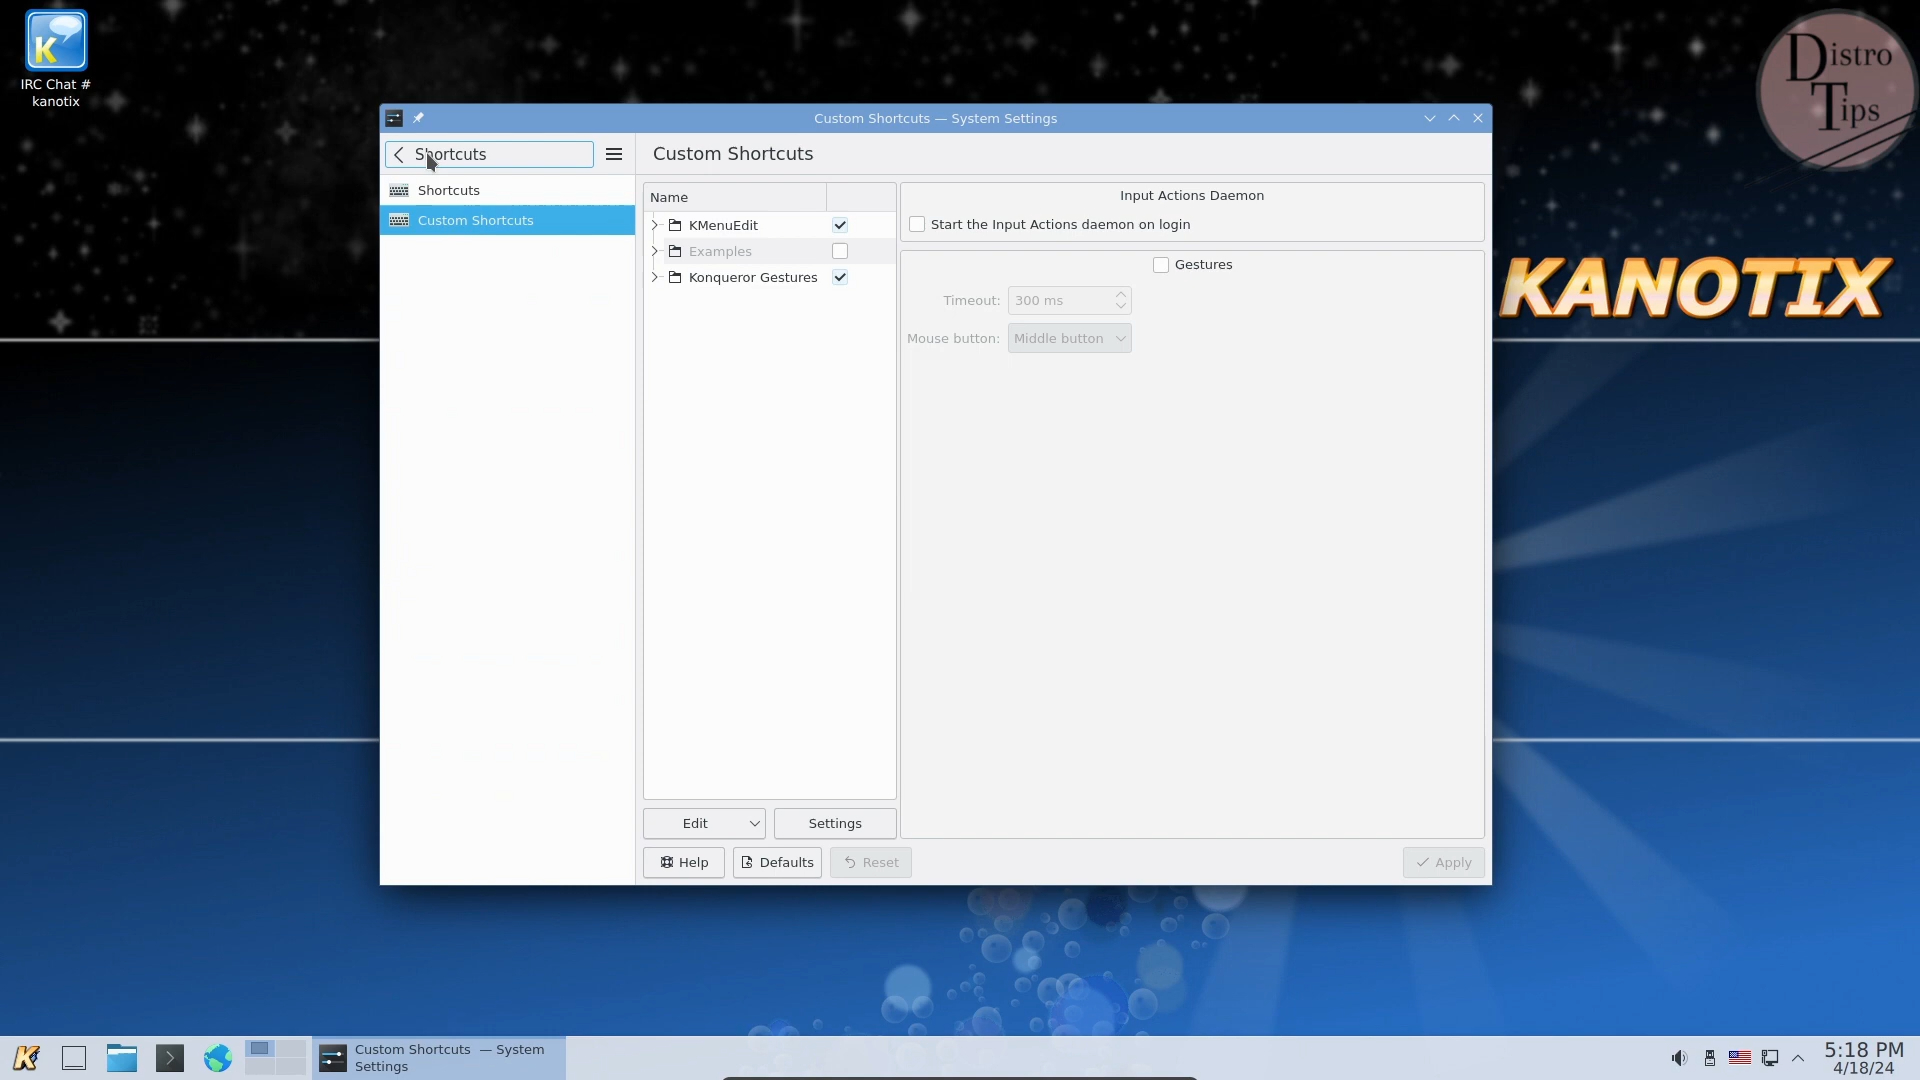 IRC Chat #
kanotix
Distro
Tips
Custom Shortcuts — System Settings
Shortcuts
Custom Shortcuts
Shortcuts
Custom Shortcuts
Name
KMenuEdit
Examples
Konqueror Gestures
Input Actions Daemon
Start the Input Actions daemon on login
Gestures
Timeout:
300 ms
Mouse button:
Middle button
Edit
Settings
Help
Defaults
Reset
Apply
KANOTIX
Custom Shortcuts — System
Settings
5:18 PM
4/18/24